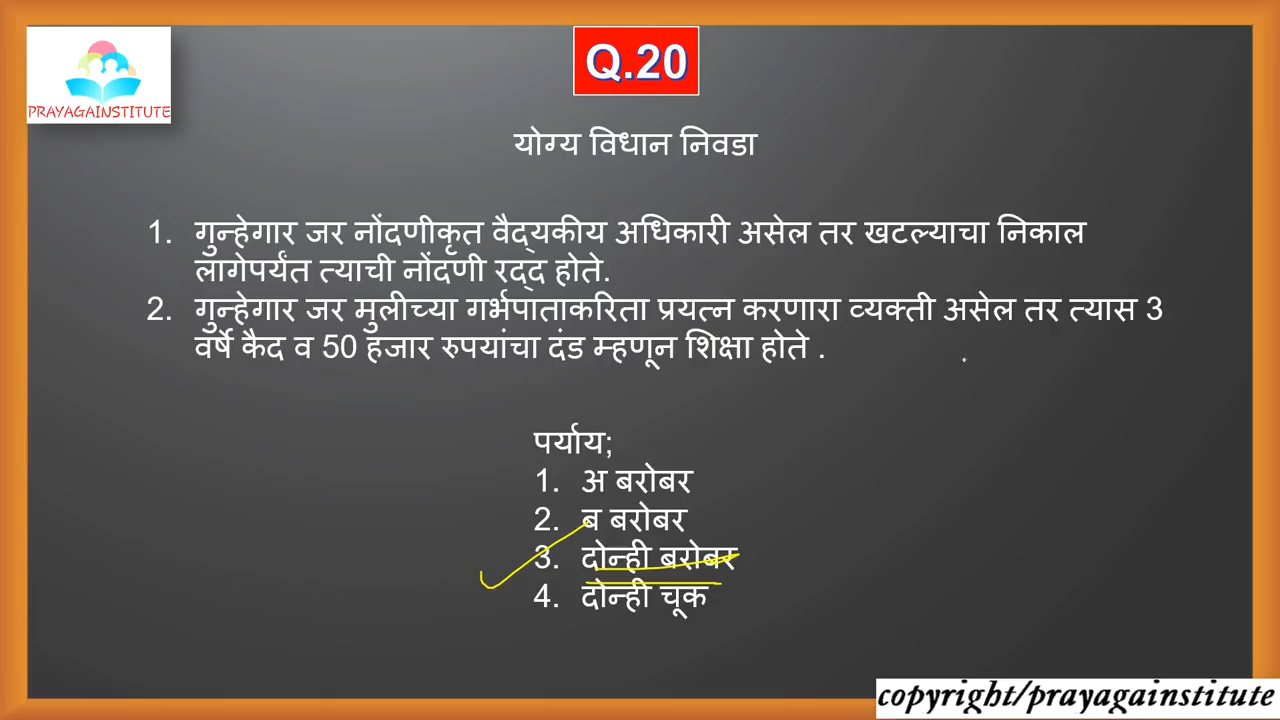 PRAYAGAINSTITUTE
Q.20
योग्य विधान निवडा
1. गुन्हेगार जर नोंदणीकृत वैद्‌यकीय अधिकारी असेल तर खटल्याचा निकाल
लागेपर्यंत त्याची नोंदणी रद्‌द होते.
2. गुन्हेगार जर मुलीच्या गर्भपाताकरिता प्रयत्न करणारा व्यक्ती असेल तर त्यास 3
वर्षे कैद व 50 हजार रुपयांचा दंड म्हणून शिक्षा होते .
पर्याय;
1. अ बरोबर
2. ब बरोबर
3. दोन्ही बरोबर
4. दोन्ही चूक
copyright/prayagainstitute